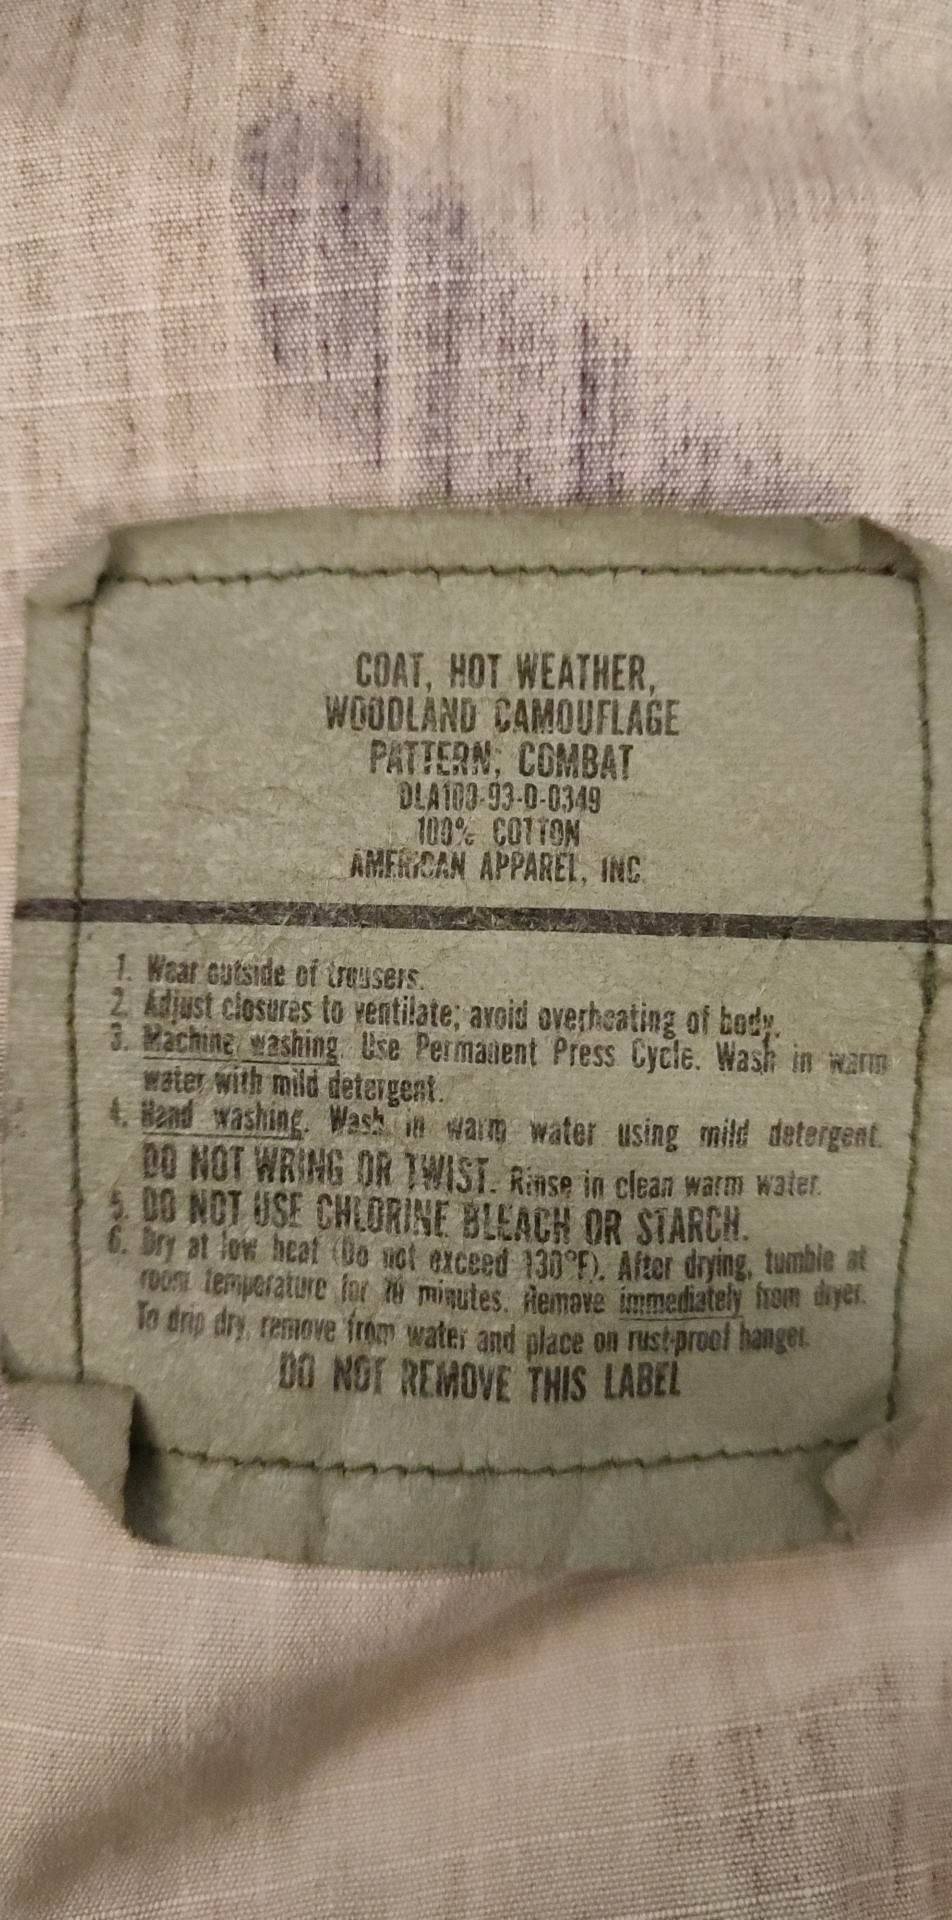 COAT, HOT WEATHER,
WOODLAND CAMOUFLAGE
PATTERN; COMBAT
DLA100-93-D-0349
100% COTTON
AMERICAN APPAREL, INC.
1. Wear outside of trousers.
2. Adjust closures to ventilate; avoid overheating of body.
3. Machine washing. Use Permanent Press Cycle. Wash in warm
water with mild detergent.
4. Hand washing. Wash in warm water using mild detergent.
DO NOT WRING OR TWIST. Rinse in clean warm water.
5. DO NOT USE CHLORINE BLEACH OR STARCH.
6. Dry at low heat (Do not exceed 130°F). After drying, tumble at
room temperature for 10 minutes. Remove immediately from dryer.
To drip dry, remove from water and place on rust-proof hanger.
DO NOT REMOVE THIS LABEL